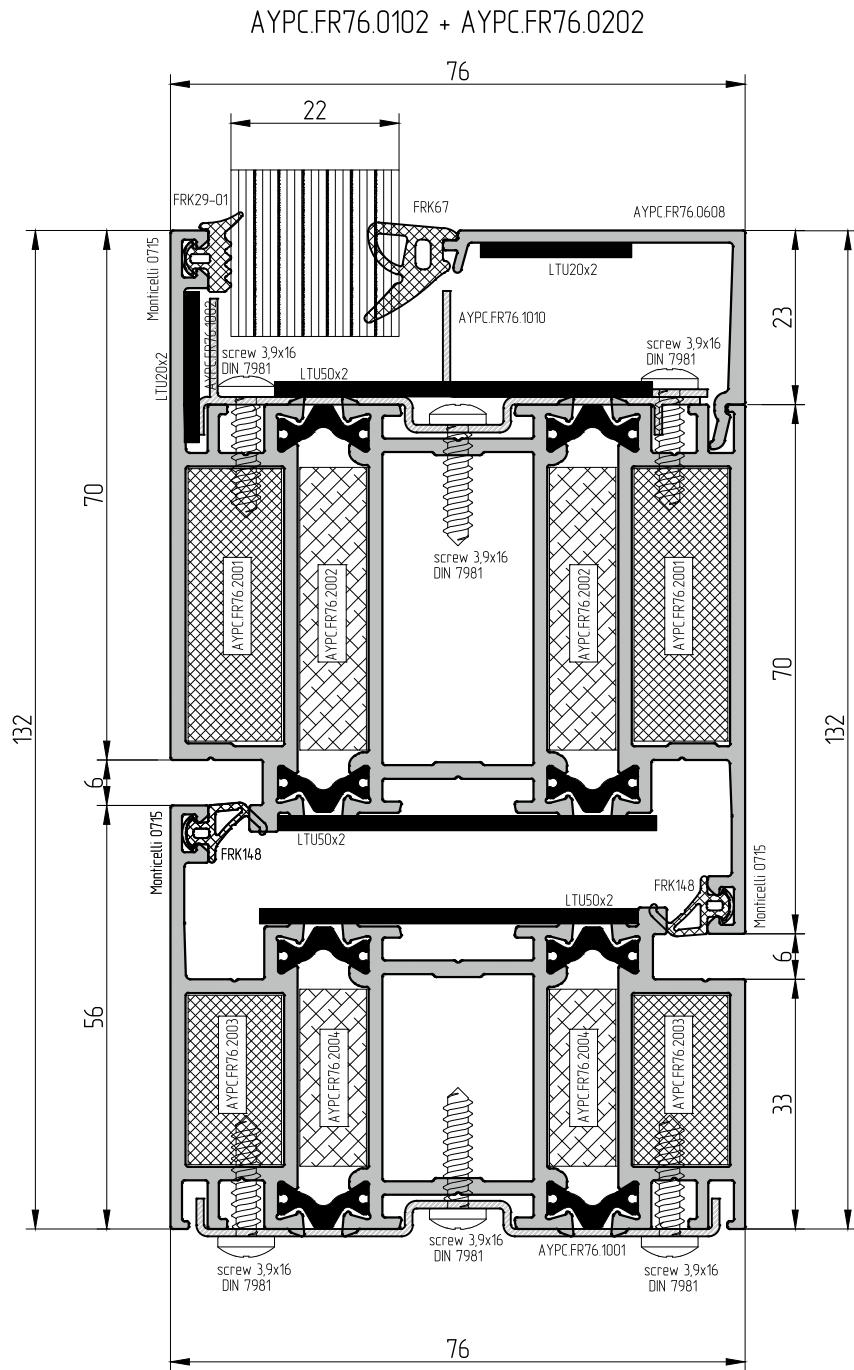 AYPC.FR76.0102 + AYPC.FR76.0202
76
22
FRK29-01
FRK67
AYPC.FR76.0608
Monticelli 0715
LTU20x2
LTU20x2
AYPC.FR76.1002
AYPC.FR76.1010
23
screw 3,9x16
DIN 7981
LTU50x2
screw 3,9x16
DIN 7981
70
screw 3,9x16
DIN 7981
AYPC.FR76.2001
AYPC.FR76.2002
AYPC.FR76.2002
AYPC.FR76.2001
70
132
132
6
Monticelli 0715
FRK148
LTU50x2
LTU50x2
FRK148
Monticelli 0715
6
56
AYPC.FR76.2003
AYPC.FR76.2004
AYPC.FR76.2004
AYPC.FR76.2003
33
screw 3,9x16
DIN 7981
screw 3,9x16
DIN 7981
AYPC.FR76.1001
screw 3,9x16
DIN 7981
76